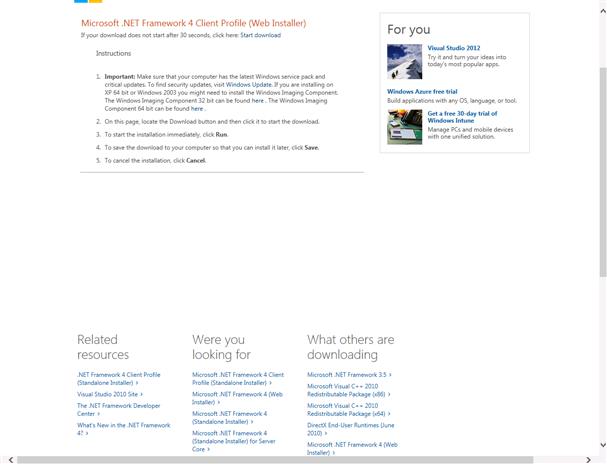 Microsoft .NET Framework 4 Client Profile (Web Installer)
If your download does not start after 30 seconds, click here: Start download
Instructions
1. Important: Make sure that your computer has the latest Windows service pack and
critical updates. To find security updates, visit Windows Update. If you are installing on
XP 64 bit or Windows 2003 you might need to install the Windows Imaging Component.
The Windows Imaging Component 32 bit can be found here . The Windows Imaging
Component 64 bit can be found here .
2. On this page, locate the Download button and then click it to start the download.
3. To start the installation immediately, click Run.
4. To save the download to your computer so that you can install it later, click Save.
5. To cancel the installation, click Cancel.
For you
Visual Studio 2012
Try it and turn your ideas into
today's most popular apps.
Windows Azure free trial
Build applications with any OS, language, or tool.
Get a free 30-day trial of
Windows Intune
Manage PCs and mobile devices
with one unified solution.
Related
resources
.NET Framework 4 Client Profile
(Standalone Installer) >
Visual Studio 2010 Site >
The .NET Framework Developer
Center >
What's New in the .NET Framework
4? >
Were you
looking for
Microsoft .NET Framework 4 Client
Profile (Standalone Installer) >
Microsoft .NET Framework 4 (Web
Installer) >
Microsoft .NET Framework 4
(Standalone Installer) >
Microsoft .NET Framework 4
(Standalone Installer) for Server
Core >
What others are
downloading
Microsoft .NET Framework 3.5 >
Microsoft Visual C++ 2010
Redistributable Package (x86) >
Microsoft Visual C++ 2010
Redistributable Package (x64) >
DirectX End-User Runtimes (June
2010) >
Microsoft .NET Framework 4 (Web
Installer) >